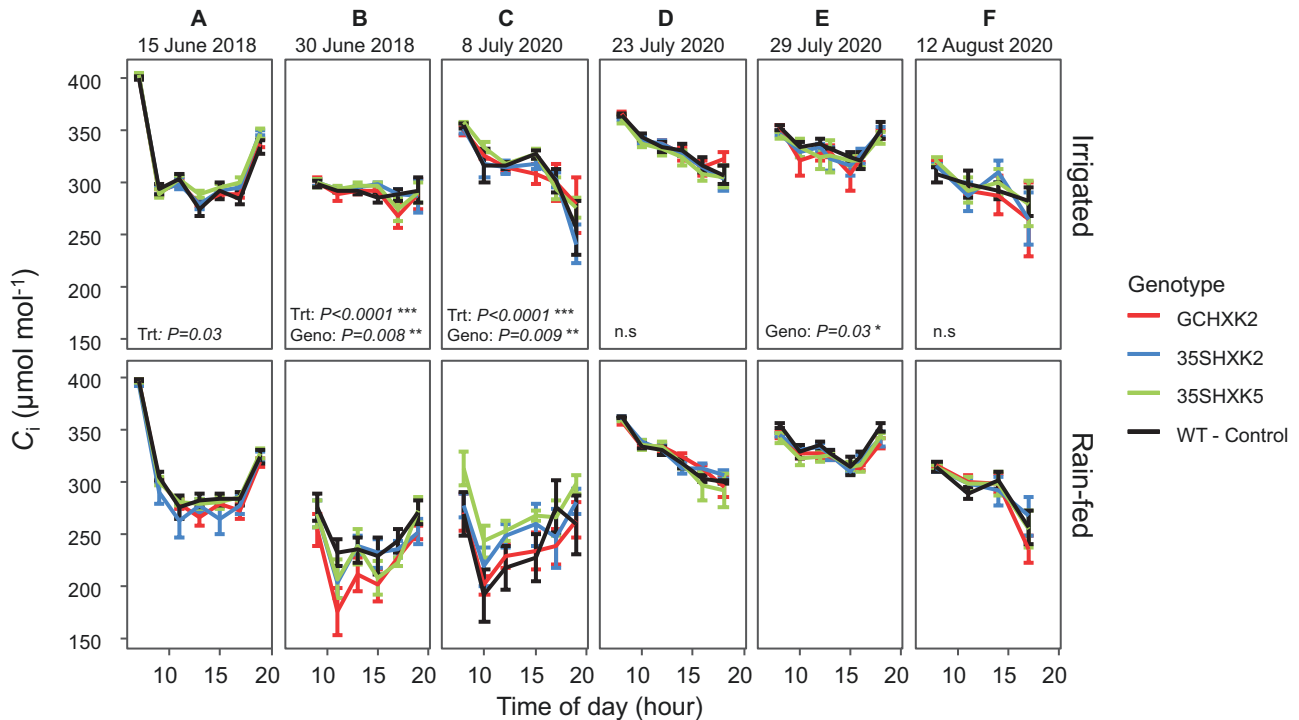 A B C D E F
15 June 2018 30 June 2018 8 July 2020 23 July 2020 29 July 2020 12 August 2020
400
350
300
250
200
150
Trt: P=0.03
Trt: P<0.0001 ***
Geno: P=0.008 **
Trt: P<0.0001 ***
Geno: P=0.009 **
n.s
Geno: P=0.03 *
n.s
Irrigated
400
350
300
250
200
150
Rain-fed
Ci (µmol mol⁻¹)
10 15 20 10 15 20 10 15 20 10 15 20 10 15 20 10 15 20
Time of day (hour)
Genotype
GCHXK2
35SHXK2
35SHXK5
WT - Control